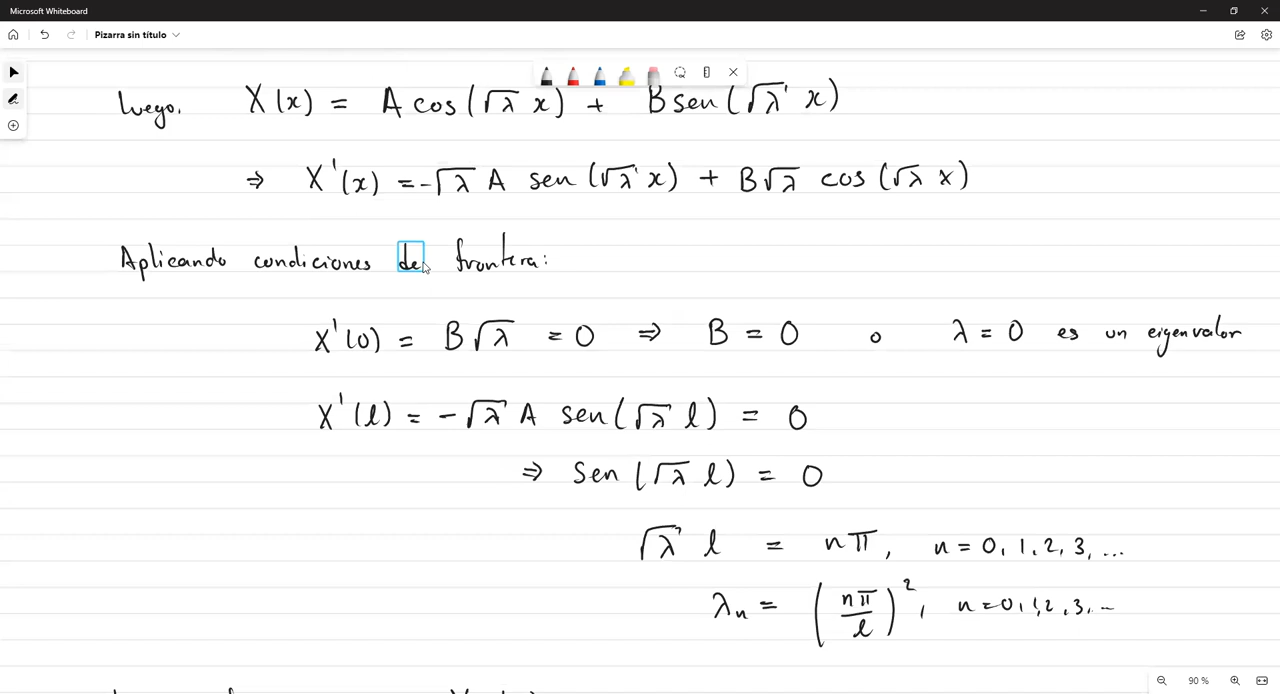 Microsoft Whiteboard
Pizarra sin título
luego. X(x) = A cos(√λ x) + B sen(√λ x)
⇒ X'(x) = -√λ A sen(√λ x) + B√λ cos(√λ x)
Aplicando condiciones de frontera:
X'(0) = B√λ = 0 ⇒ B = 0 o λ = 0 es un eigenvalor
X'(l) = -√λ A sen(√λ l) = 0
⇒ Sen(√λ l) = 0
√λ l = nπ, n = 0, 1, 2, 3, ...
λn = (nπ/l)², n = 0, 1, 2, 3, ...
90 %